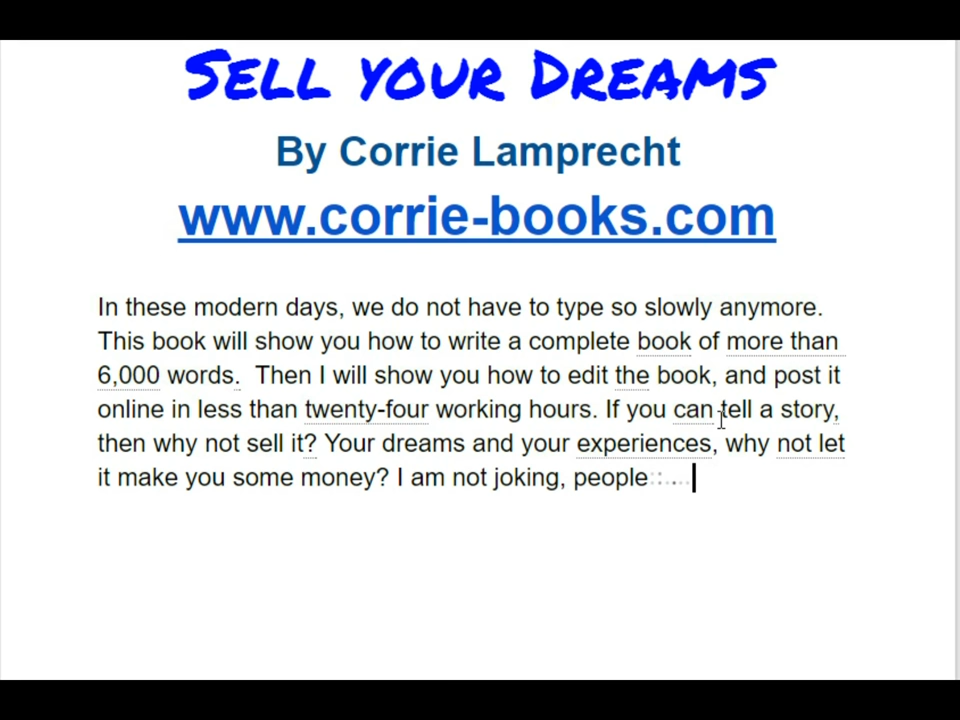 SELL YOUR DREAMS
By Corrie Lamprecht
www.corrie-books.com
In these modern days, we do not have to type so slowly anymore.
This book will show you how to write a complete book of more than
6,000 words.  Then I will show you how to edit the book, and post it
online in less than twenty-four working hours. If you can tell a story,
then why not sell it? Your dreams and your experiences, why not let
it make you some money? I am not joking, people